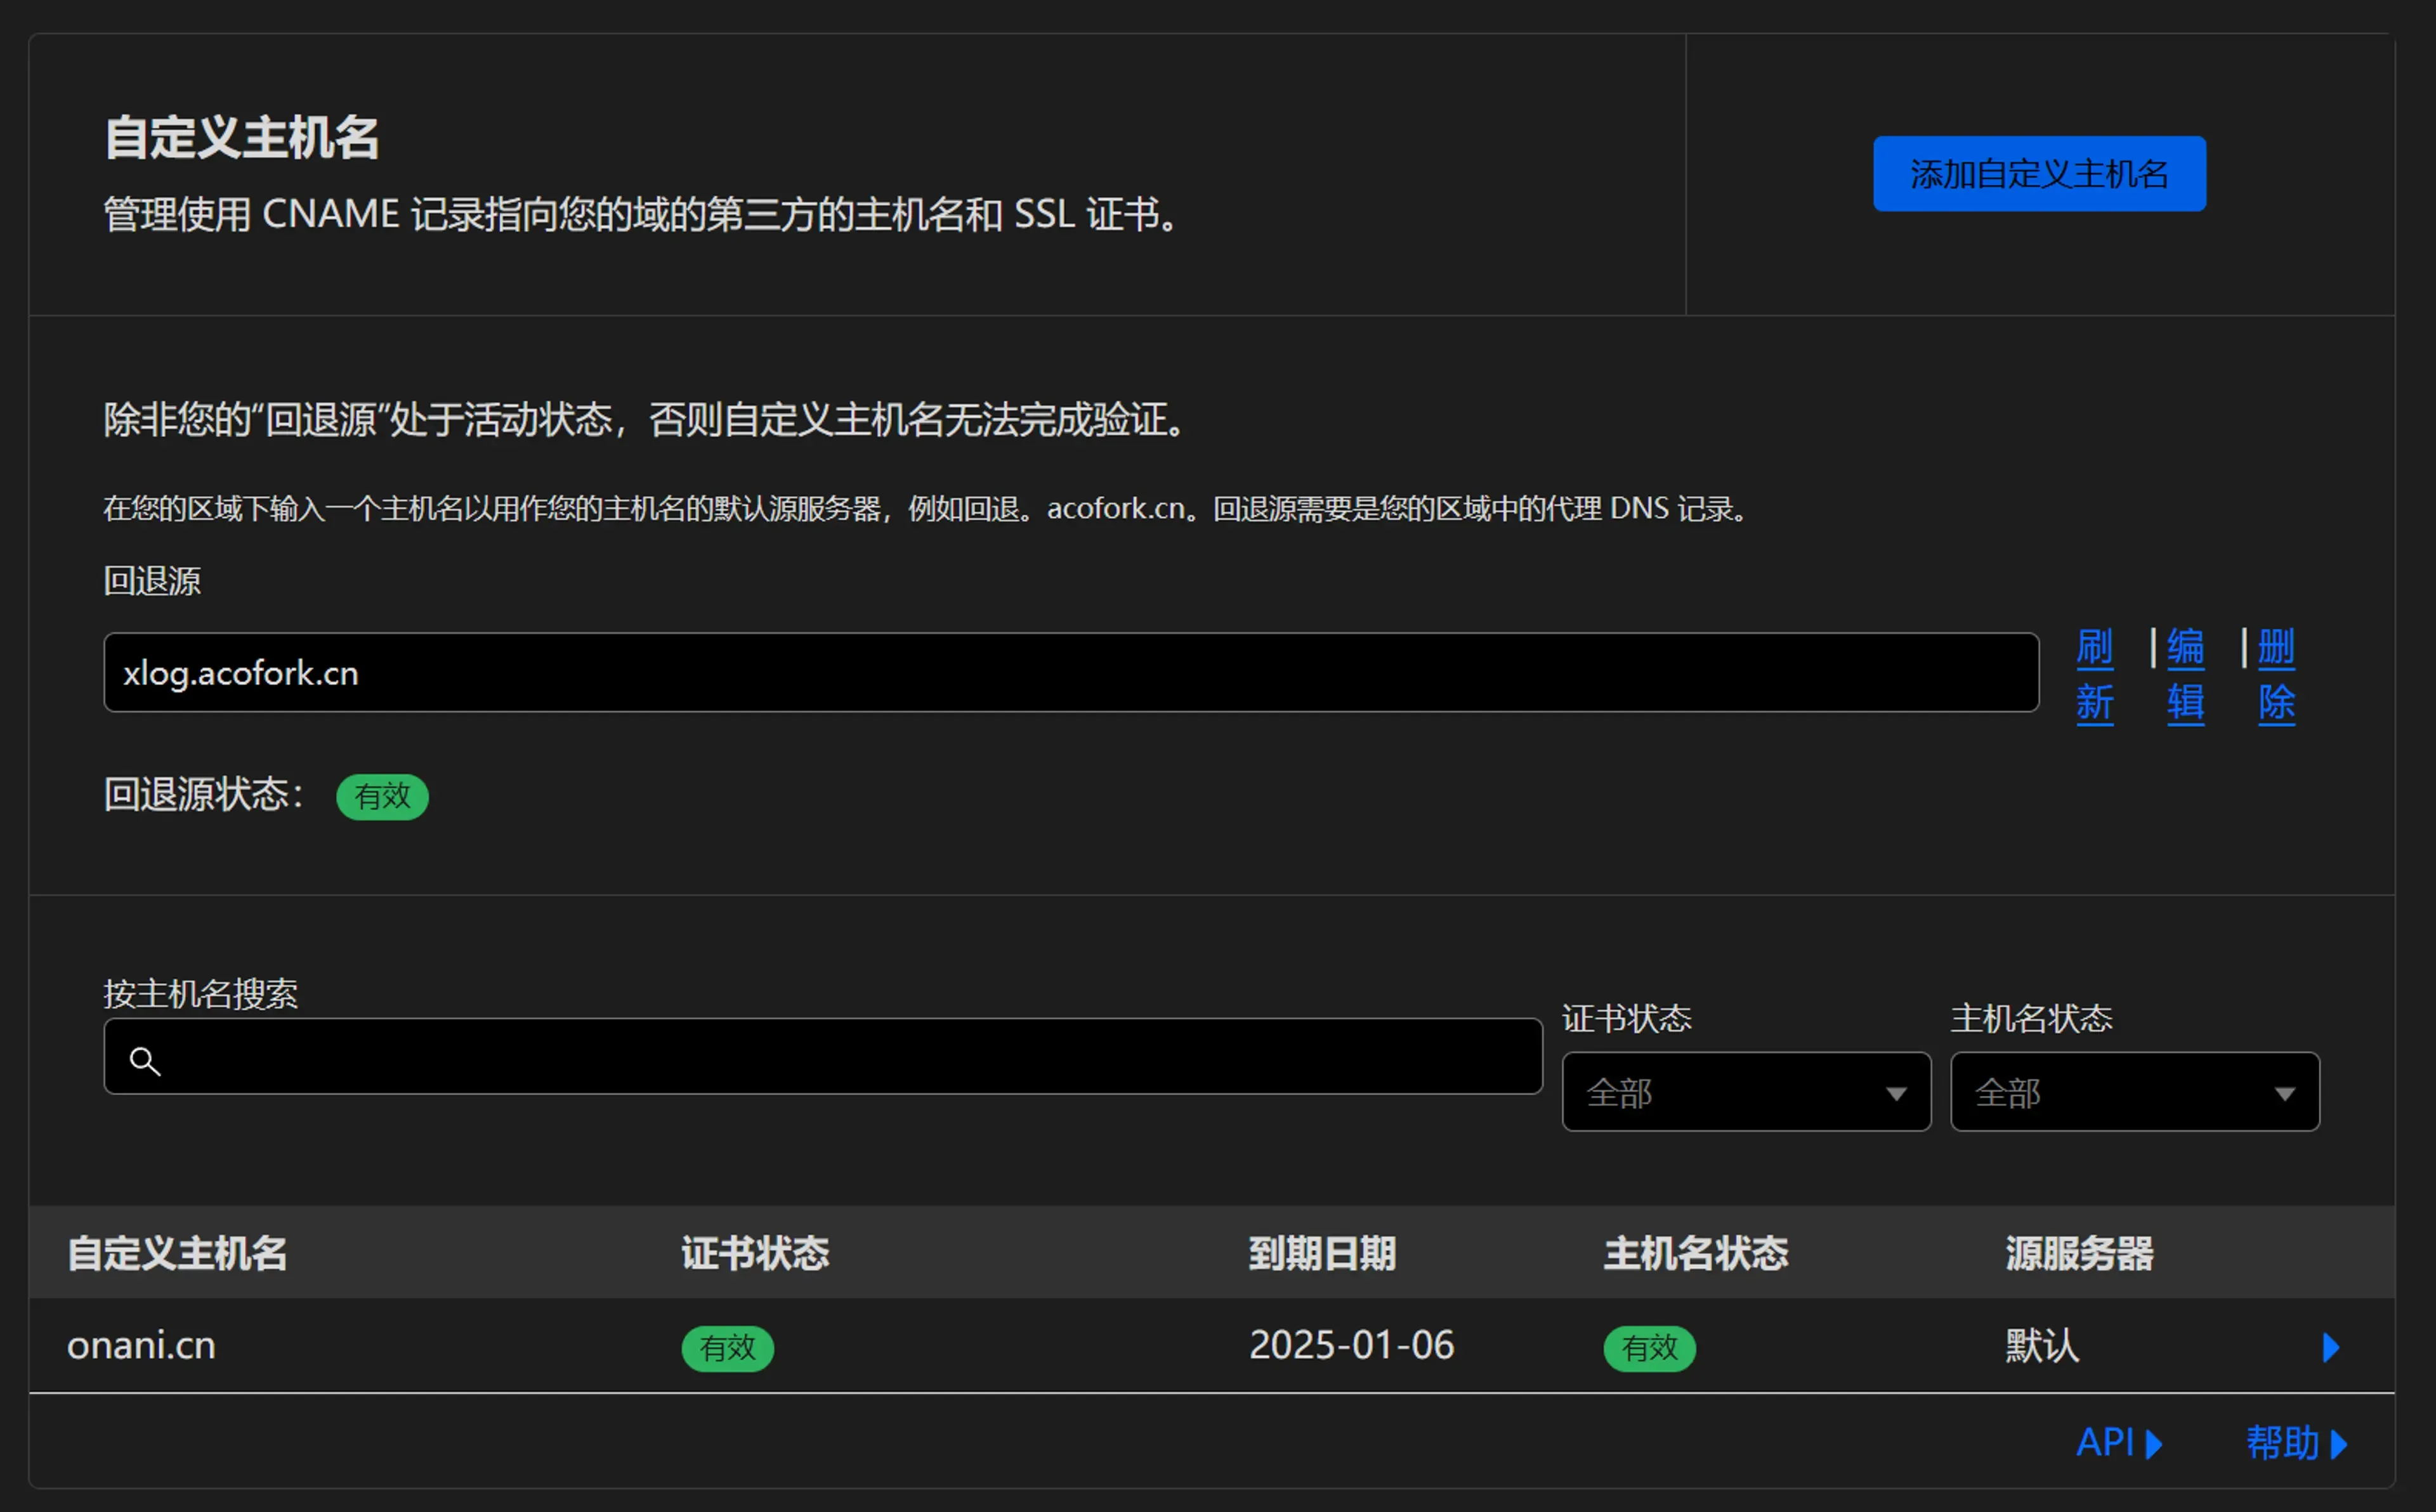 自定义主机名
管理使用 CNAME 记录指向您的域的第三方的主机名和 SSL 证书。
添加自定义主机名
除非您的“回退源”处于活动状态，否则自定义主机名无法完成验证。
在您的区域下输入一个主机名以用作您的主机名的默认源服务器，例如回退。acofork.cn。回退源需要是您的区域中的代理 DNS 记录。
回退源
xlog.acofork.cn
刷新 | 编辑 | 删除
回退源状态： 有效
按主机名搜索
证书状态 主机名状态
全部 全部
自定义主机名 证书状态 到期日期 主机名状态 源服务器
onani.cn 有效 2025-01-06 有效 默认
API 帮助